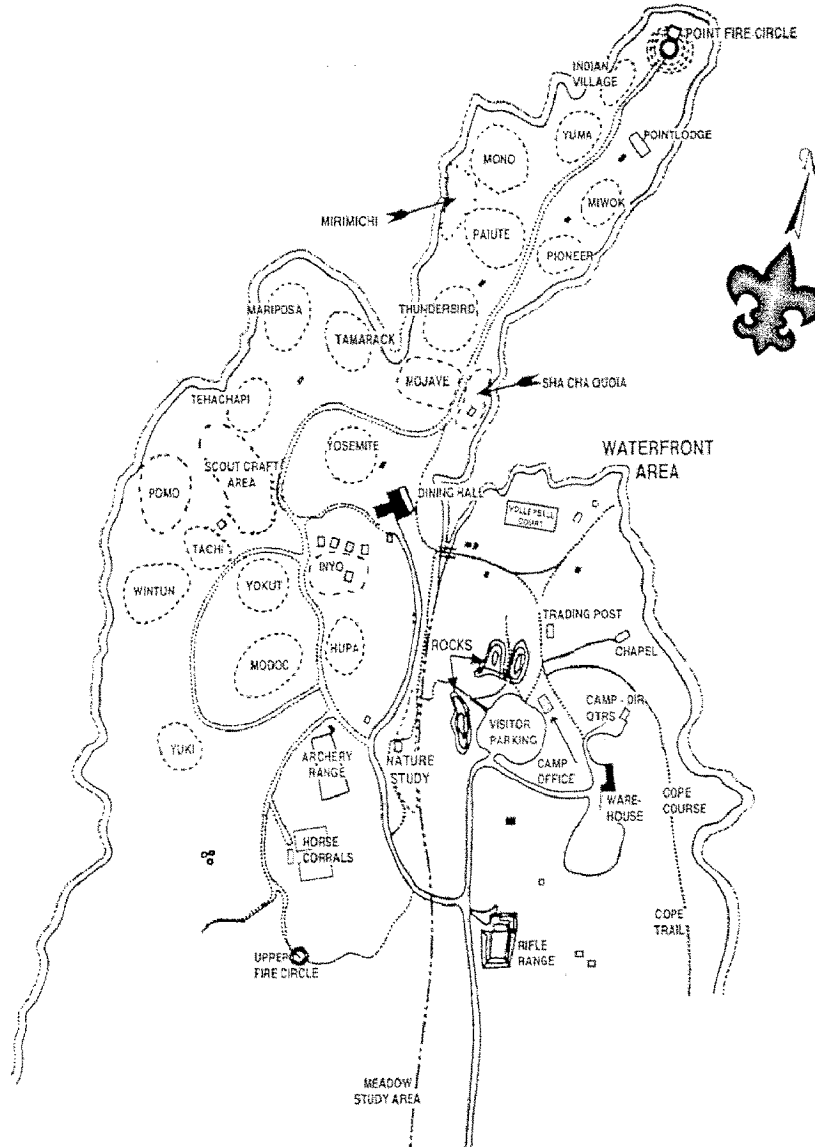 POINT FIRE CIRCLE
INDIAN
VILLAGE
YUMA
POINT LODGE
MONO
MIWOK
MIRIMICHI
PAIUTE
PIONEER
MARIPOSA
THUNDERBIRD
TAMARACK
MOJAVE
SHA CHA QUOIA
TEHACHAPI
WATERFRONT
AREA
YOSEMITE
SCOUT CRAFT
AREA
POMO
DINING HALL
VOLLEYBELL
COURT
TACHI
INYO
WINTUN
YOKUT
TRADING POST
ROCKS
CHAPEL
HUPA
MODOC
CAMP - DIR
QTRS
VISITOR
PARKING
YUKI
ARCHERY
RANGE
NATURE
STUDY
CAMP
OFFICE
WARE-
HOUSE
COPE
COURSE
HORSE
CORRALS
COPE
TRAIL
UPPER
FIRE CIRCLE
RIFLE
RANGE
MEADOW
STUDY AREA